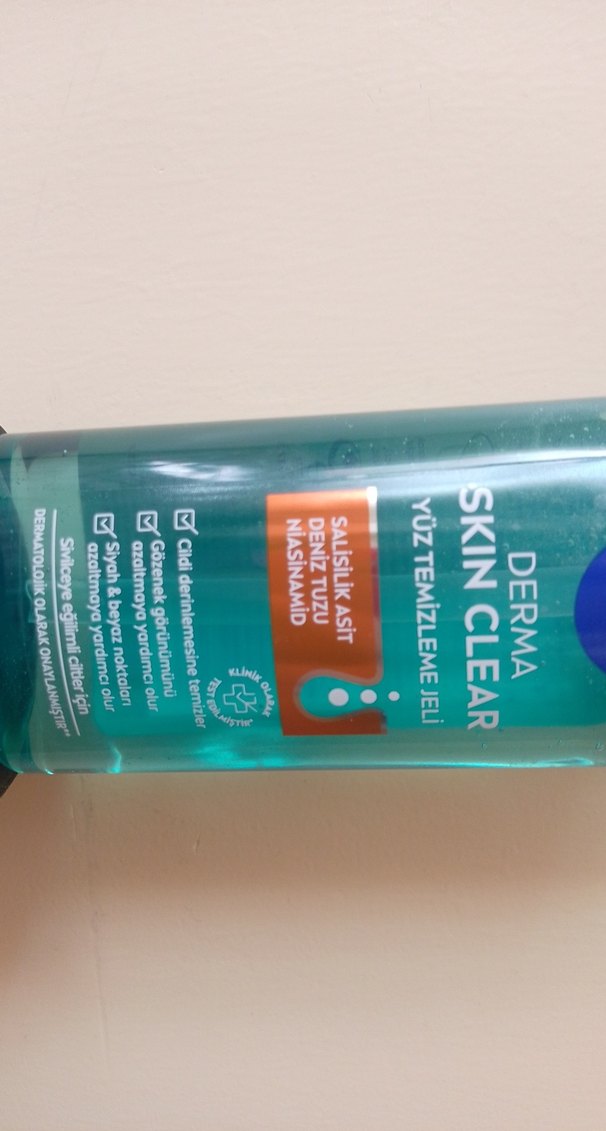 DERMA
SKIN CLEAR
YÜZ TEMİZLEME JELİ
SALİSİLİK ASİT
DENİZ TUZU
NİASİNAMİD
KLİNİK OLARAK
TEST EDİLMİŞTİR*
Cildi derinlemesine temizler
Gözenek görünümünü
azaltmaya yardımcı olur
Siyah & beyaz noktaları
azaltmaya yardımcı olur
Sivilceye eğilimli ciltler için
DERMATOLOJİK OLARAK ONAYLANMIŞTIR**